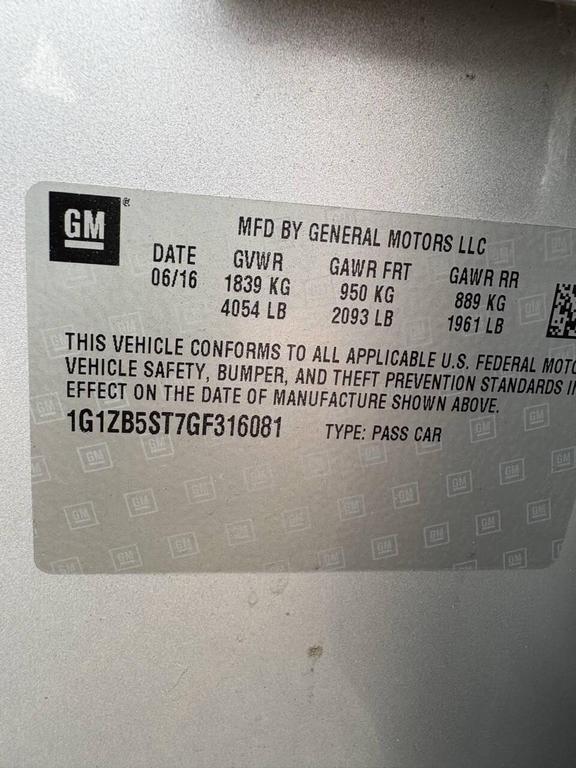 GM®
MFD BY GENERAL MOTORS LLC
DATE GVWR GAWR FRT GAWR RR
06/16 1839 KG 950 KG 889 KG
4054 LB 2093 LB 1961 LB
THIS VEHICLE CONFORMS TO ALL APPLICABLE U.S. FEDERAL MOTO
VEHICLE SAFETY, BUMPER, AND THEFT PREVENTION STANDARDS IN
EFFECT ON THE DATE OF MANUFACTURE SHOWN ABOVE.
1G1ZB5ST7GF316081 TYPE: PASS CAR